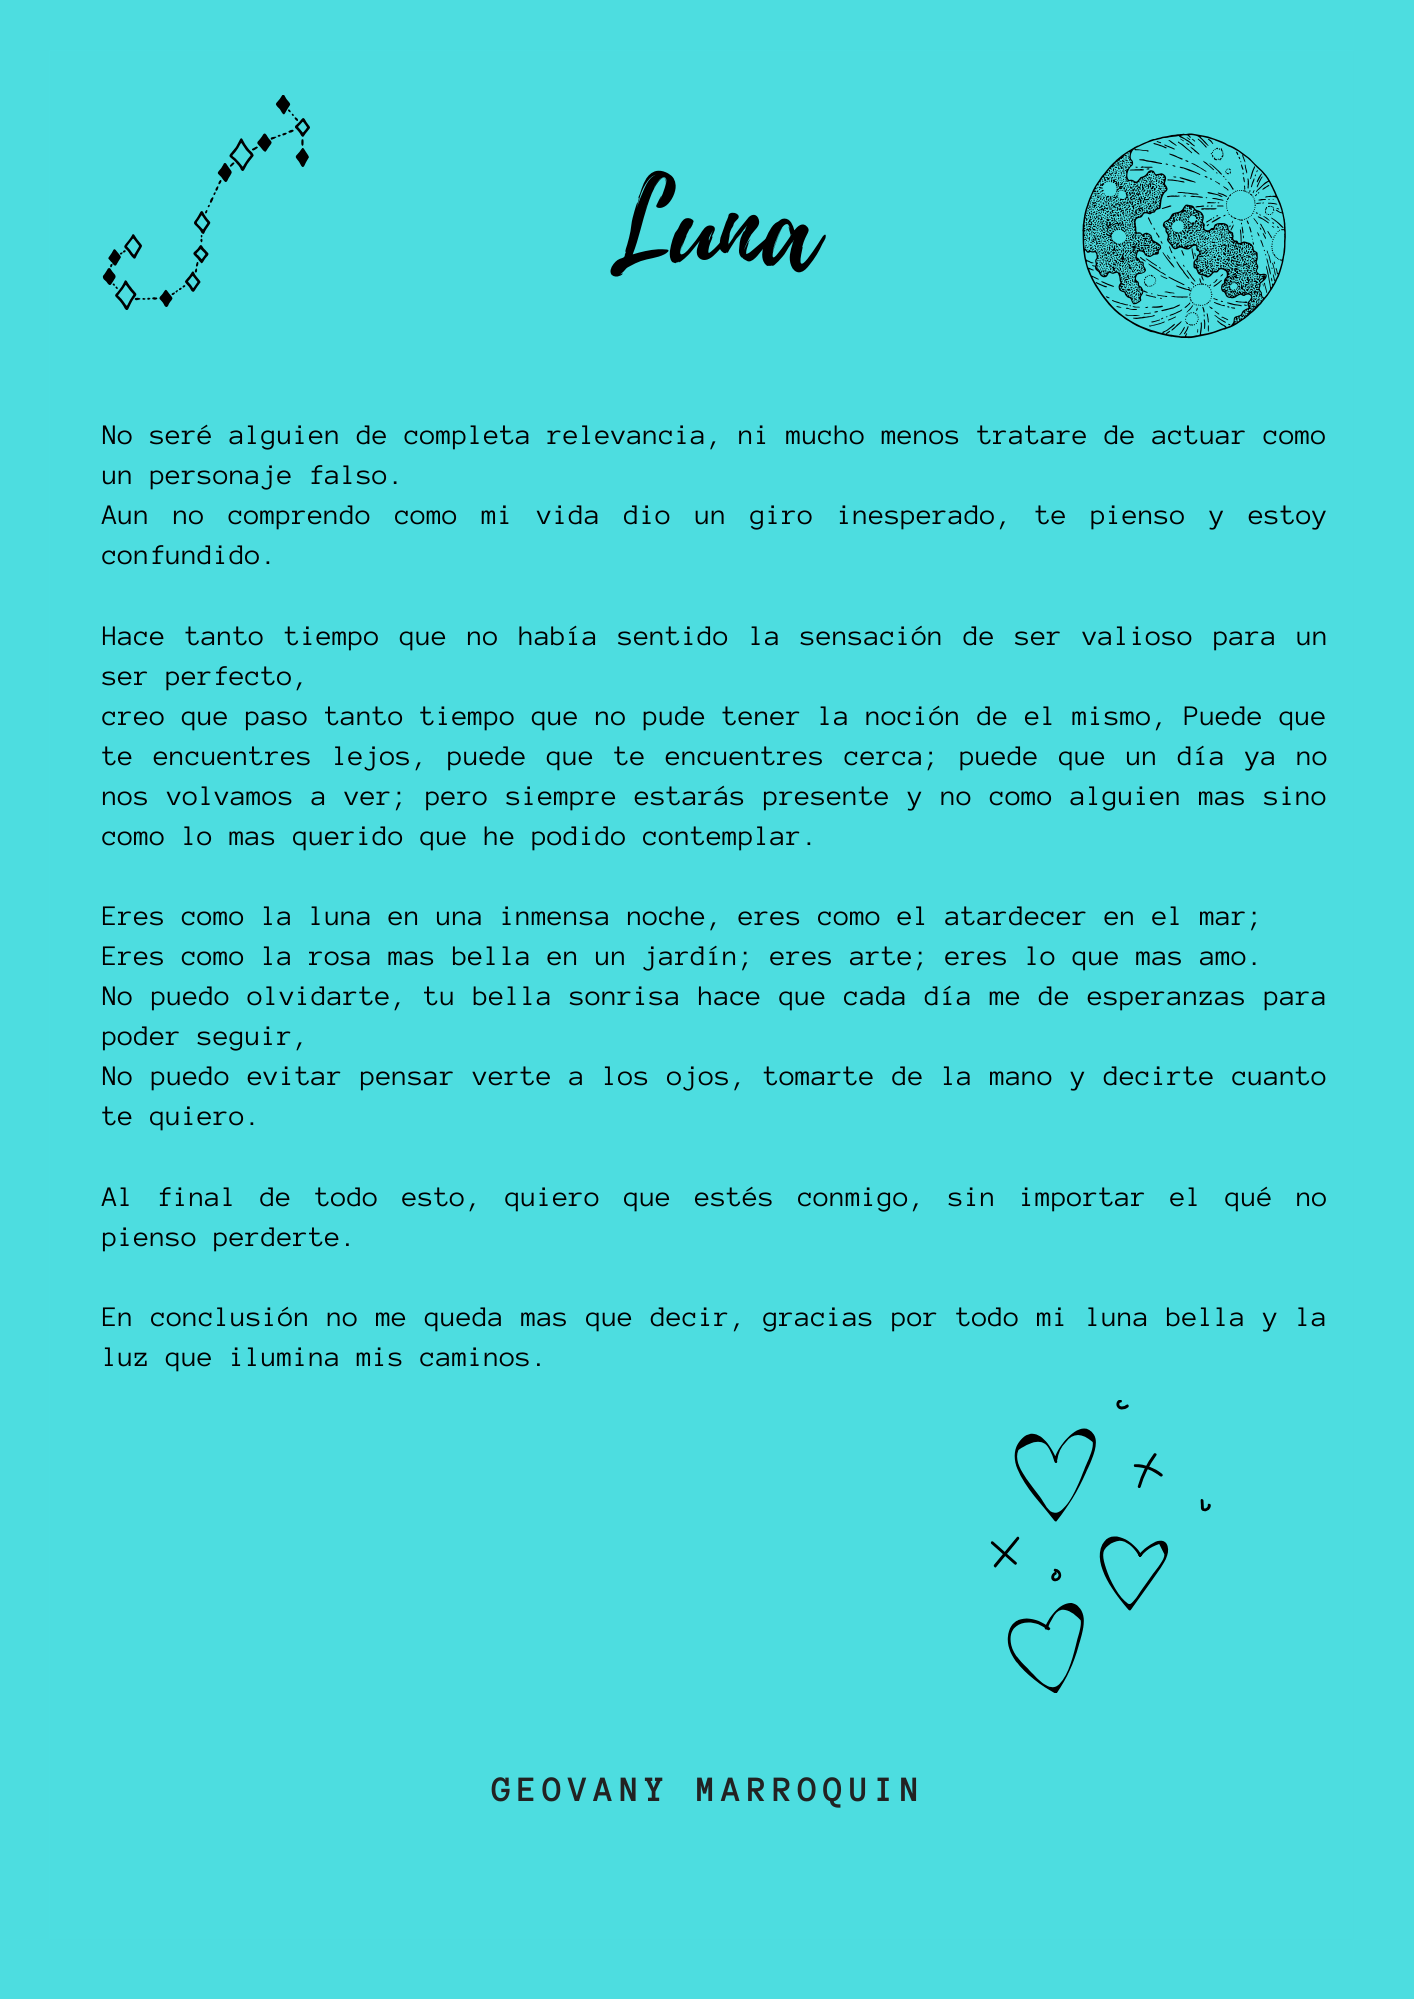 Luna
No seré alguien de completa relevancia, ni mucho menos tratare de actuar como
un personaje falso.
Aun no comprendo como mi vida dio un giro inesperado, te pienso y estoy
confundido.
Hace tanto tiempo que no había sentido la sensación de ser valioso para un
ser perfecto,
creo que paso tanto tiempo que no pude tener la noción de el mismo, Puede que
te encuentres lejos, puede que te encuentres cerca; puede que un día ya no
nos volvamos a ver; pero siempre estarás presente y no como alguien mas sino
como lo mas querido que he podido contemplar.
Eres como la luna en una inmensa noche, eres como el atardecer en el mar;
Eres como la rosa mas bella en un jardín; eres arte; eres lo que mas amo.
No puedo olvidarte, tu bella sonrisa hace que cada día me de esperanzas para
poder seguir,
No puedo evitar pensar verte a los ojos, tomarte de la mano y decirte cuanto
te quiero.
Al final de todo esto, quiero que estés conmigo, sin importar el qué no
pienso perderte.
En conclusión no me queda mas que decir, gracias por todo mi luna bella y la
luz que ilumina mis caminos.
GEOVANY MARROQUIN